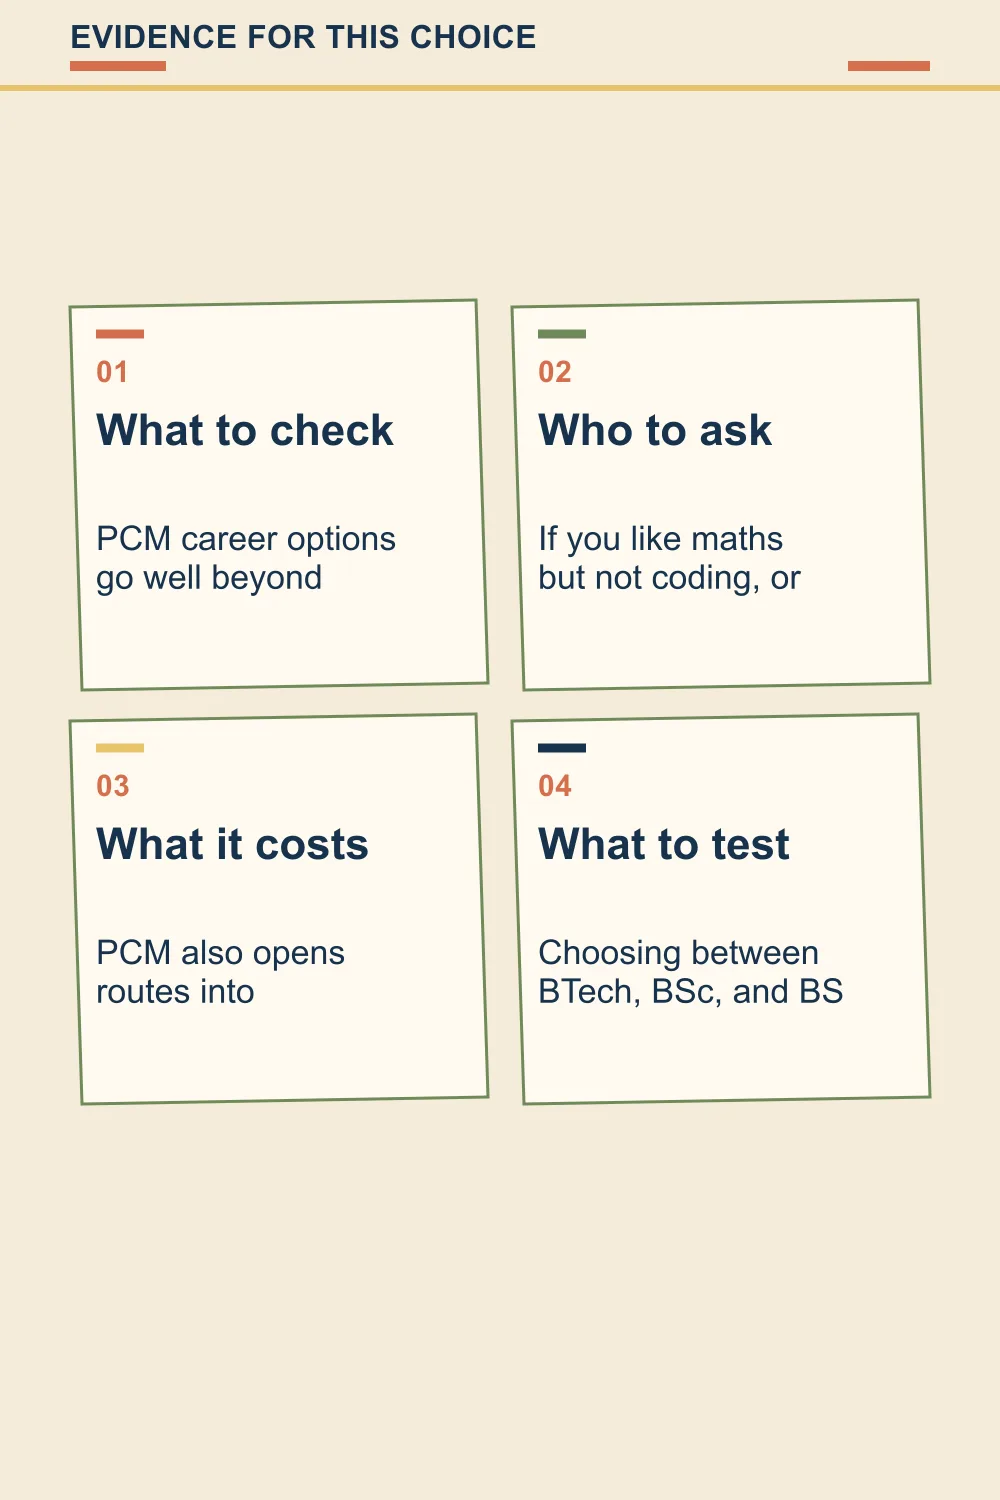 EVIDENCE FOR THIS CHOICE
01
What to check
PCM career options
go well beyond
02
Who to ask
If you like maths
but not coding, or
03
What it costs
PCM also opens
routes into
04
What to test
Choosing between
BTech, BSc, and BS